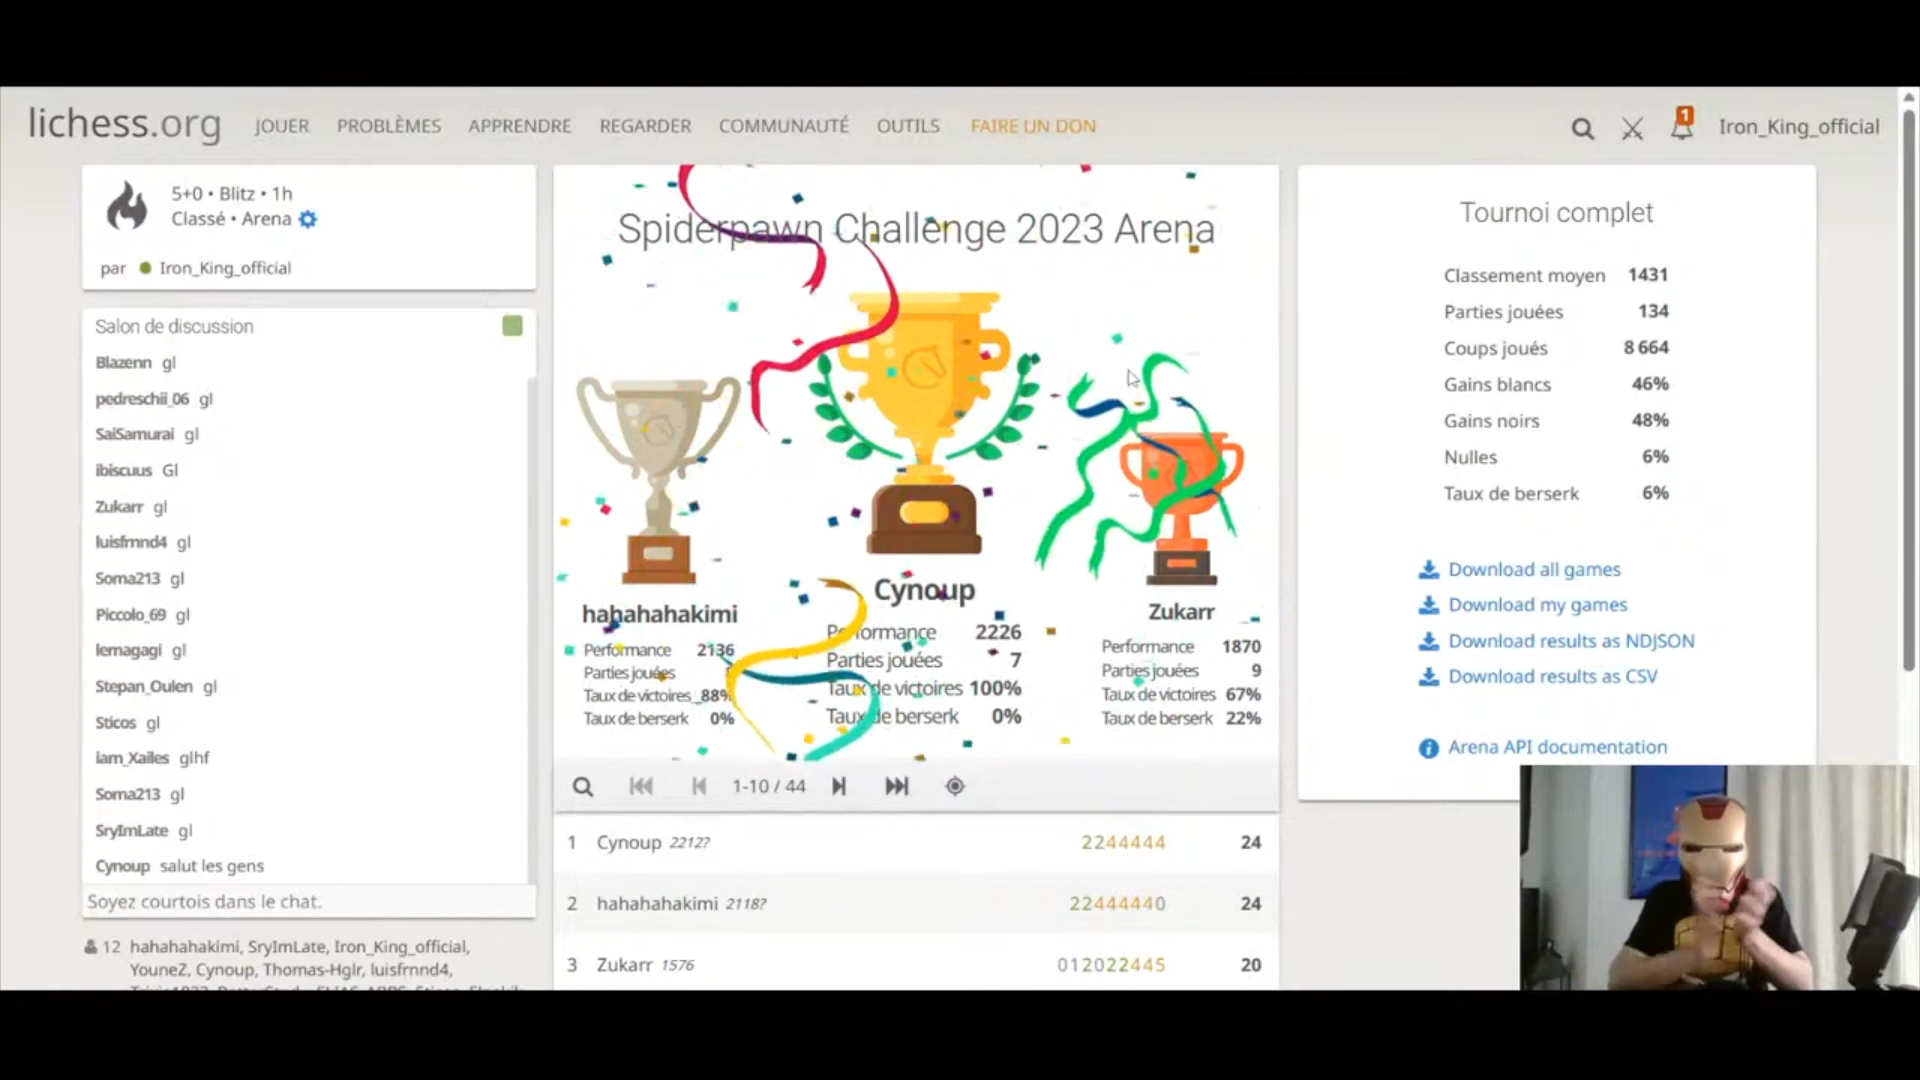 lichess.org JOUER PROBLÈMES APPRENDRE REGARDER COMMUNAUTÉ OUTILS FAIRE UN DON 1 Iron_King_official
5+0 • Blitz • 1h
Classé • Arena
par Iron_King_official
Salon de discussion
Blazenn gl
pedreschii_06 gl
SaiSamurai gl
ibiscuus Gl
Zukarr gl
luisfrnnd4 gl
Soma213 gl
Piccolo_69 gl
lemagagi gl
Stepan_Oulen gl
Sticos gl
iam_Xailes glhf
Soma213 gl
SryImLate gl
Cynoup salut les gens
Soyez courtois dans le chat.
12 hahahahakimi, SryImLate, Iron_King_official,
YouneZ, Cynoup, Thomas-Hglr, luisfrnnd4,
Spiderpawn Challenge 2023 Arena
hahahahakimi
Performance 2136
Parties jouées
Taux de victoires 88%
Taux de berserk 0%
Cynoup
Performance 2226
Parties jouées 7
Taux de victoires 100%
Taux de berserk 0%
Zukarr
Performance 1870
Parties jouées 9
Taux de victoires 67%
Taux de berserk 22%
1-10 / 44
1 Cynoup 2212? 2244444 24
2 hahahahakimi 2118? 22444440 24
3 Zukarr 1576 012022445 20
Tournoi complet
Classement moyen 1431
Parties jouées 134
Coups joués 8 664
Gains blancs 46%
Gains noirs 48%
Nulles 6%
Taux de berserk 6%
Download all games
Download my games
Download results as NDJSON
Download results as CSV
Arena API documentation